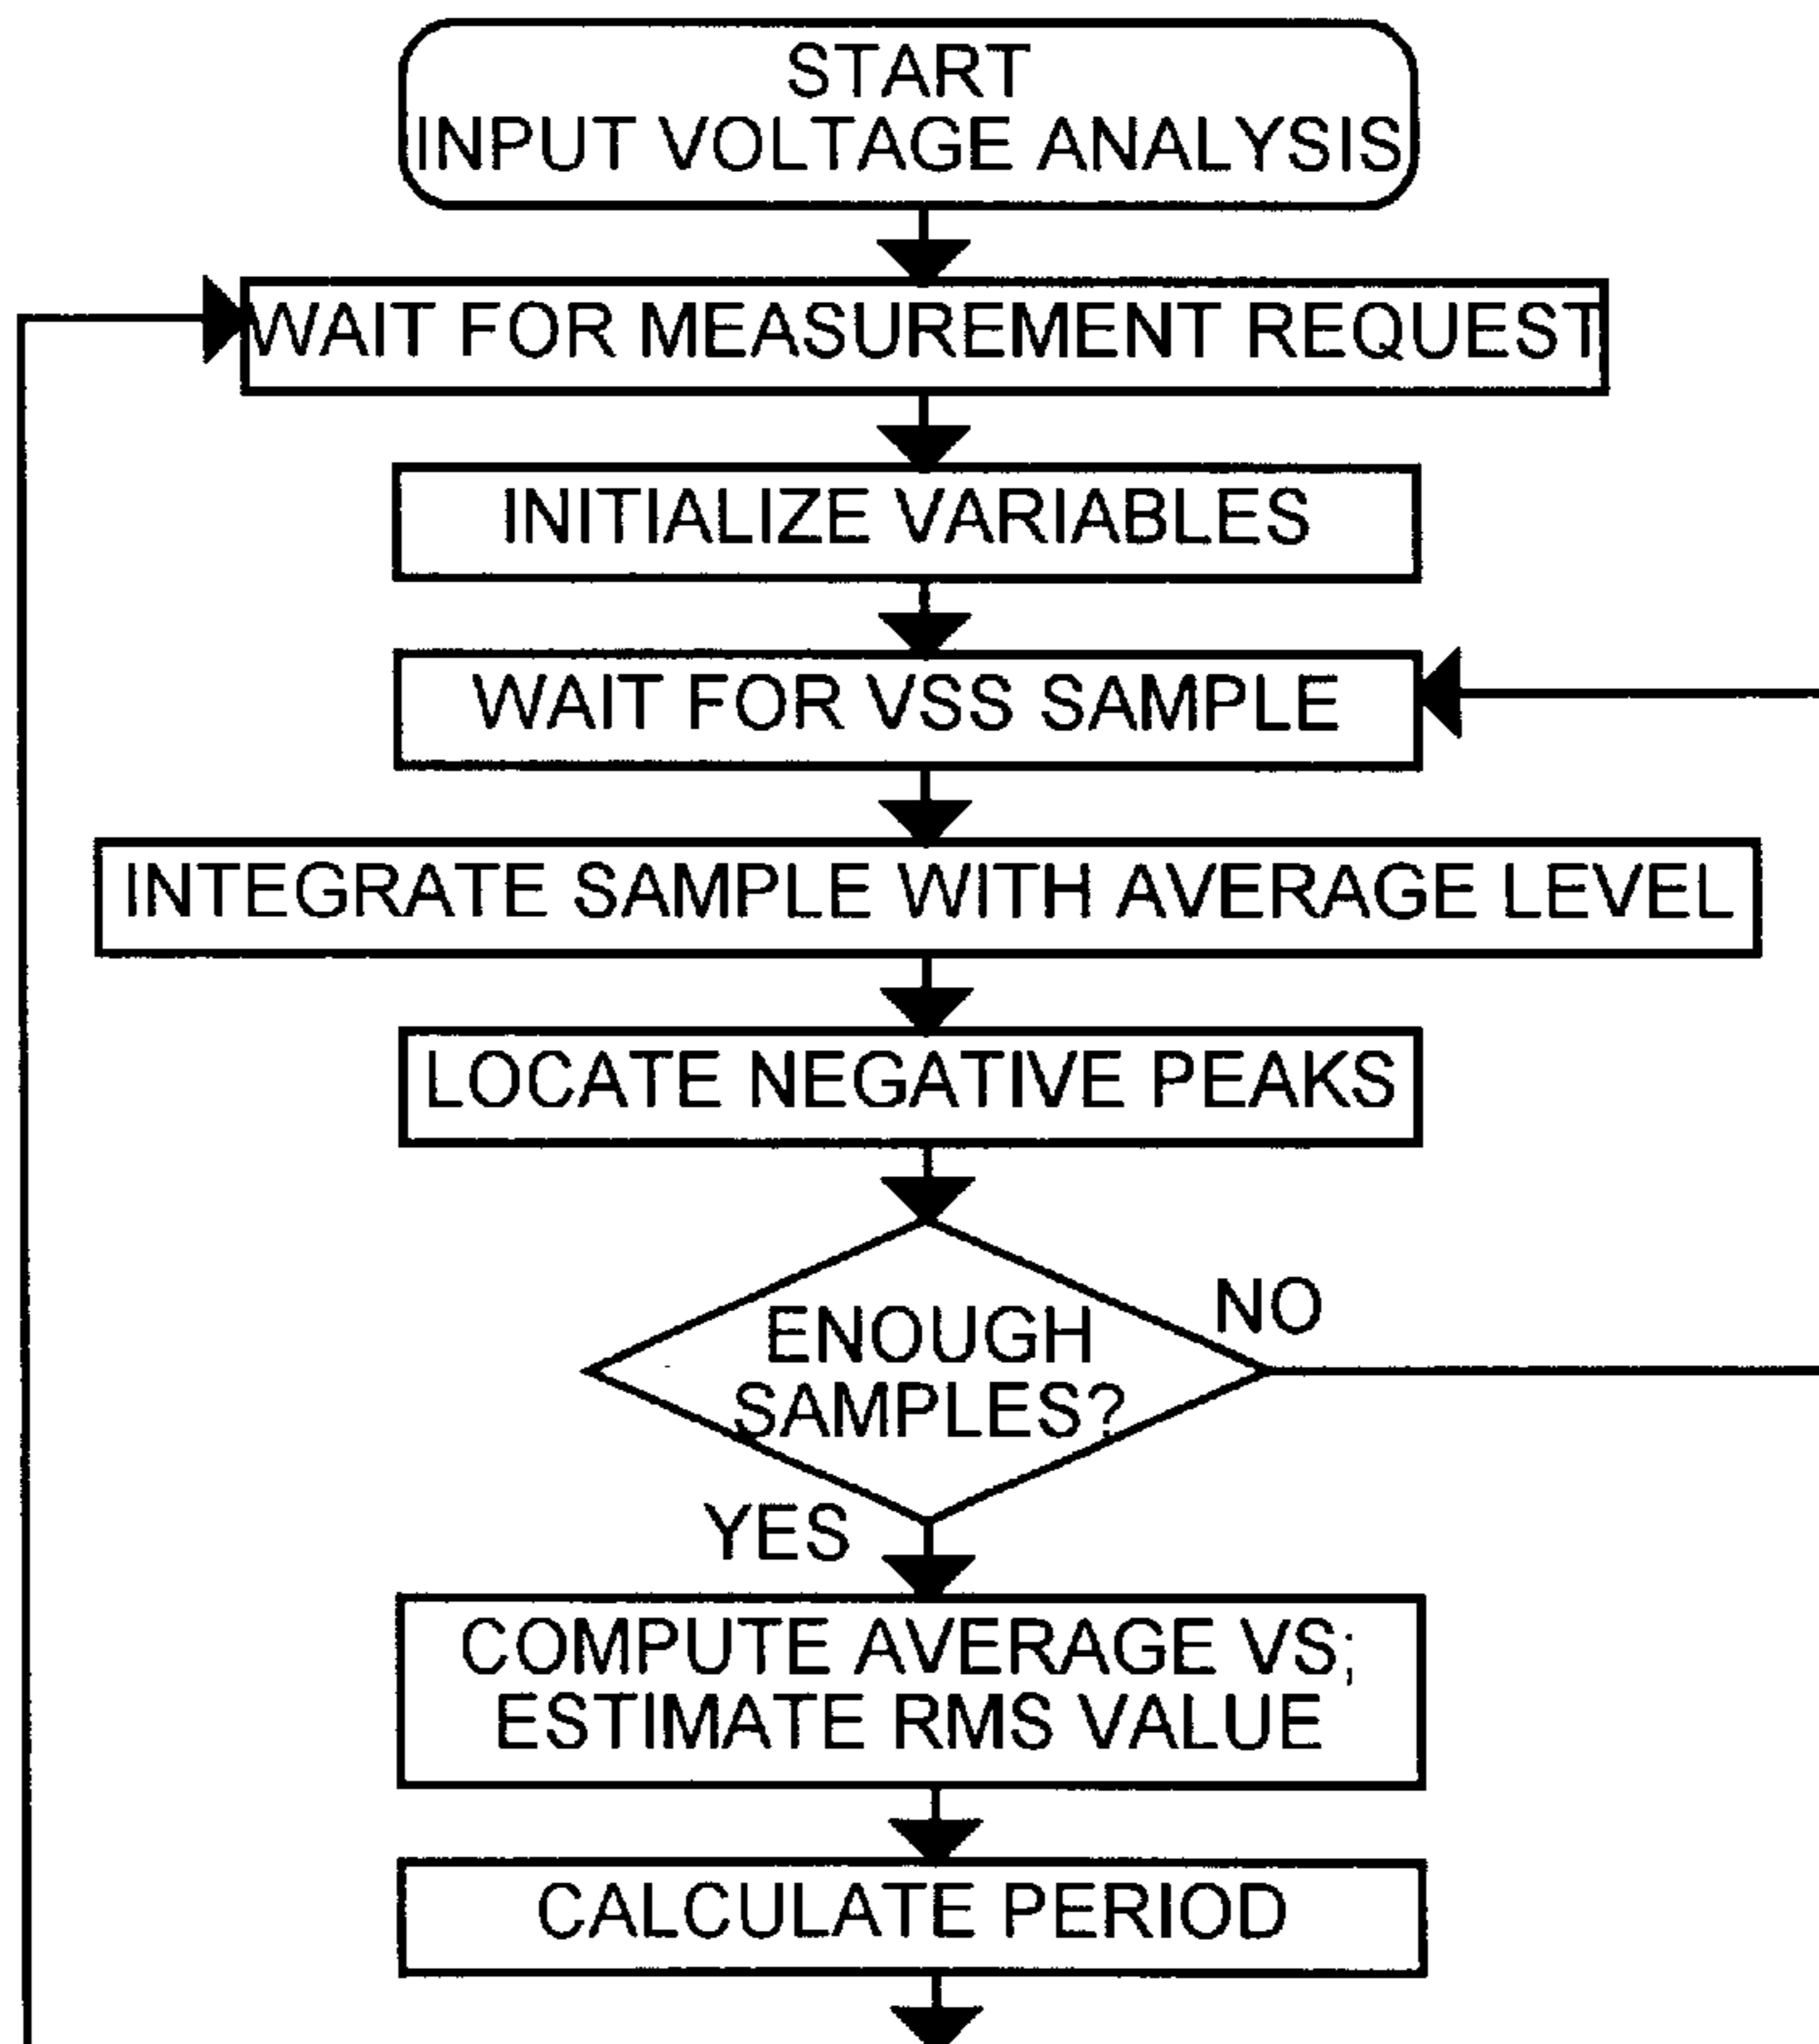 START
INPUT VOLTAGE ANALYSIS
WAIT FOR MEASUREMENT REQUEST
INITIALIZE VARIABLES
WAIT FOR VSS SAMPLE
INTEGRATE SAMPLE WITH AVERAGE LEVEL
LOCATE NEGATIVE PEAKS
NO
ENOUGH
SAMPLES?
YES
COMPUTE AVERAGE VS;
ESTIMATE RMS VALUE
CALCULATE PERIOD